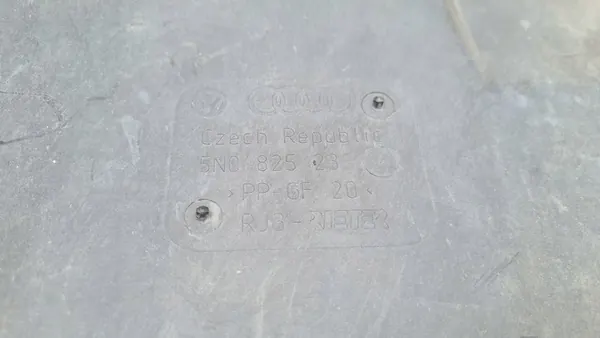 Czech Republic
5N0 825 23
>PP-GF 20<